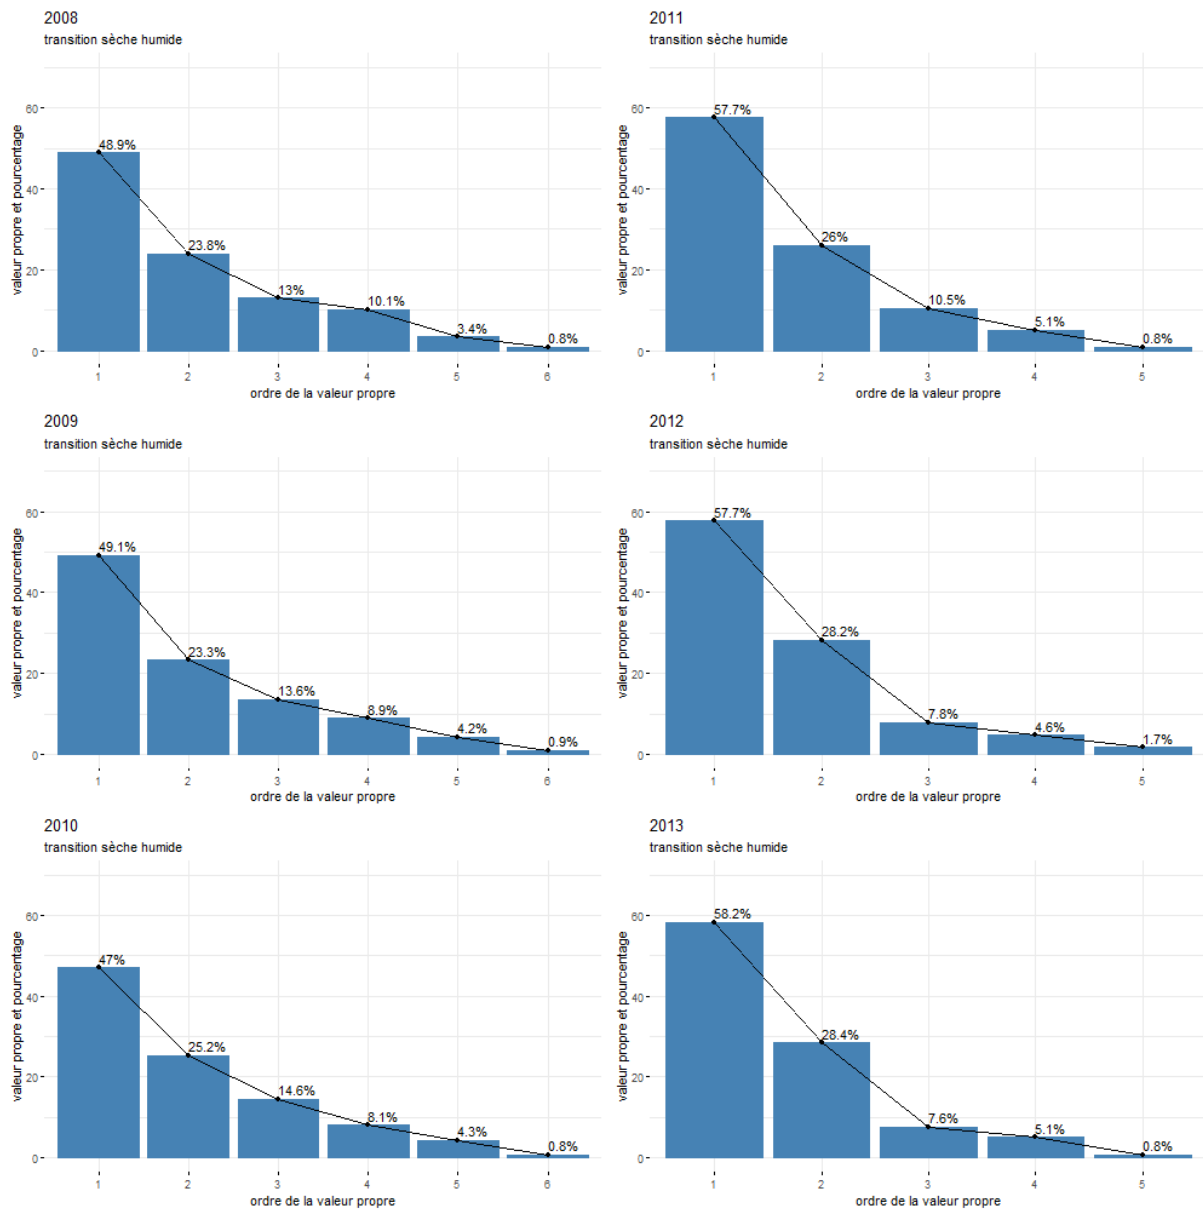 2008
transition sèche humide
valeur propre et pourcentage
60
40
20
0
48.9%
23.8%
13%
10.1%
3.4%
0.8%
1 2 3 4 5 6
ordre de la valeur propre
2011
transition sèche humide
valeur propre et pourcentage
60
40
20
0
57.7%
26%
10.5%
5.1%
0.8%
1 2 3 4 5
ordre de la valeur propre
2009
transition sèche humide
valeur propre et pourcentage
60
40
20
0
49.1%
23.3%
13.6%
8.9%
4.2%
0.9%
1 2 3 4 5 6
ordre de la valeur propre
2012
transition sèche humide
valeur propre et pourcentage
60
40
20
0
57.7%
28.2%
7.8%
4.6%
1.7%
1 2 3 4 5
ordre de la valeur propre
2010
transition sèche humide
valeur propre et pourcentage
60
40
20
0
47%
25.2%
14.6%
8.1%
4.3%
0.8%
1 2 3 4 5 6
ordre de la valeur propre
2013
transition sèche humide
valeur propre et pourcentage
60
40
20
0
58.2%
28.4%
7.6%
5.1%
0.8%
1 2 3 4 5
ordre de la valeur propre